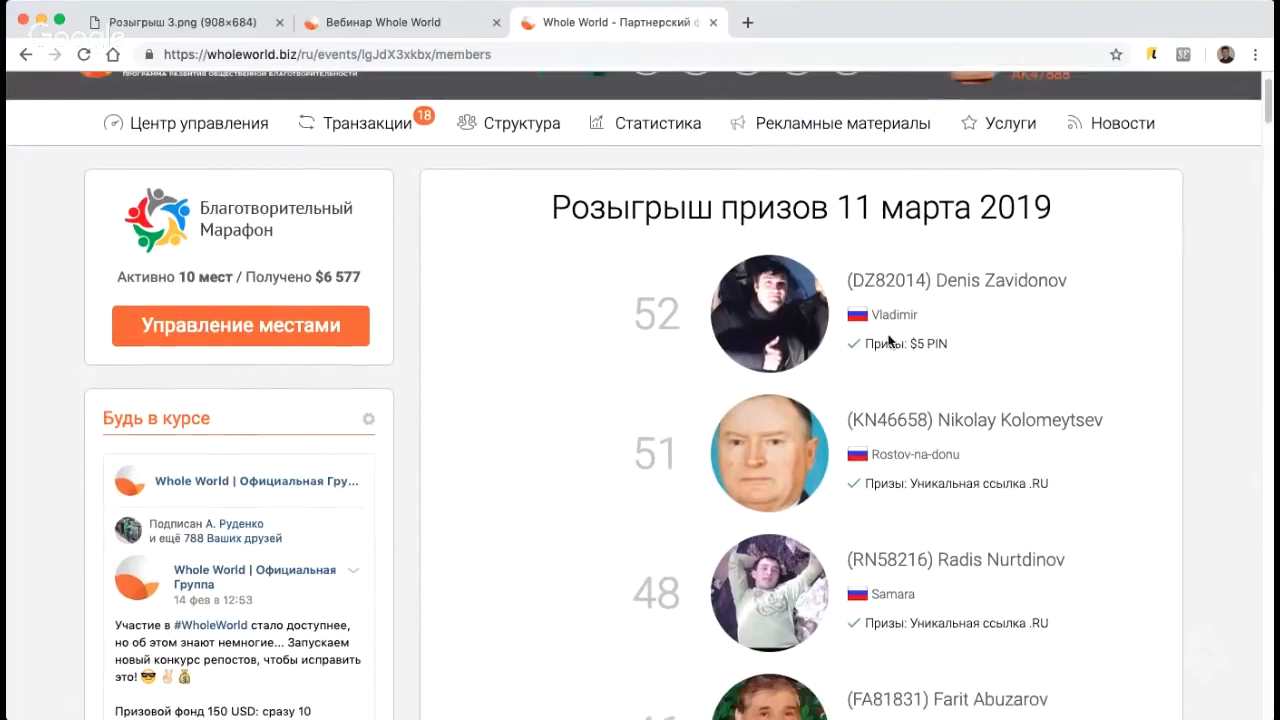 Розыгрыш 3.png (908×684)
Вебинар Whole World
Whole World - Партнерский
Google
https://wholeworld.biz/ru/events/lgJdX3xkbx/members
ПРОГРАММА РАЗВИТИЯ ОБЩЕСТВЕННОЙ БЛАГОТВОРИТЕЛЬНОСТИ
AK47888
Центр управления
Транзакции 18
Структура
Статистика
Рекламные материалы
Услуги
Новости
Благотворительный
Марафон
Активно 10 мест / Получено $6 577
Управление местами
Будь в курсе
Whole World | Официальная Гру...
Подписан А. Руденко
и ещё 788 Ваших друзей
Whole World | Официальная
Группа
14 фев в 12:53
Участие в #WholeWorld стало доступнее,
но об этом знают немногие... Запускаем
новый конкурс репостов, чтобы исправить
это! 😎 ✌🏻 💰
Призовой фонд 150 USD: сразу 10
Розыгрыш призов 11 марта 2019
52
(DZ82014) Denis Zavidonov
Vladimir
Призы: $5 PIN
51
(KN46658) Nikolay Kolomeytsev
Rostov-na-donu
Призы: Уникальная ссылка .RU
48
(RN58216) Radis Nurtdinov
Samara
Призы: Уникальная ссылка .RU
(FA81831) Farit Abuzarov